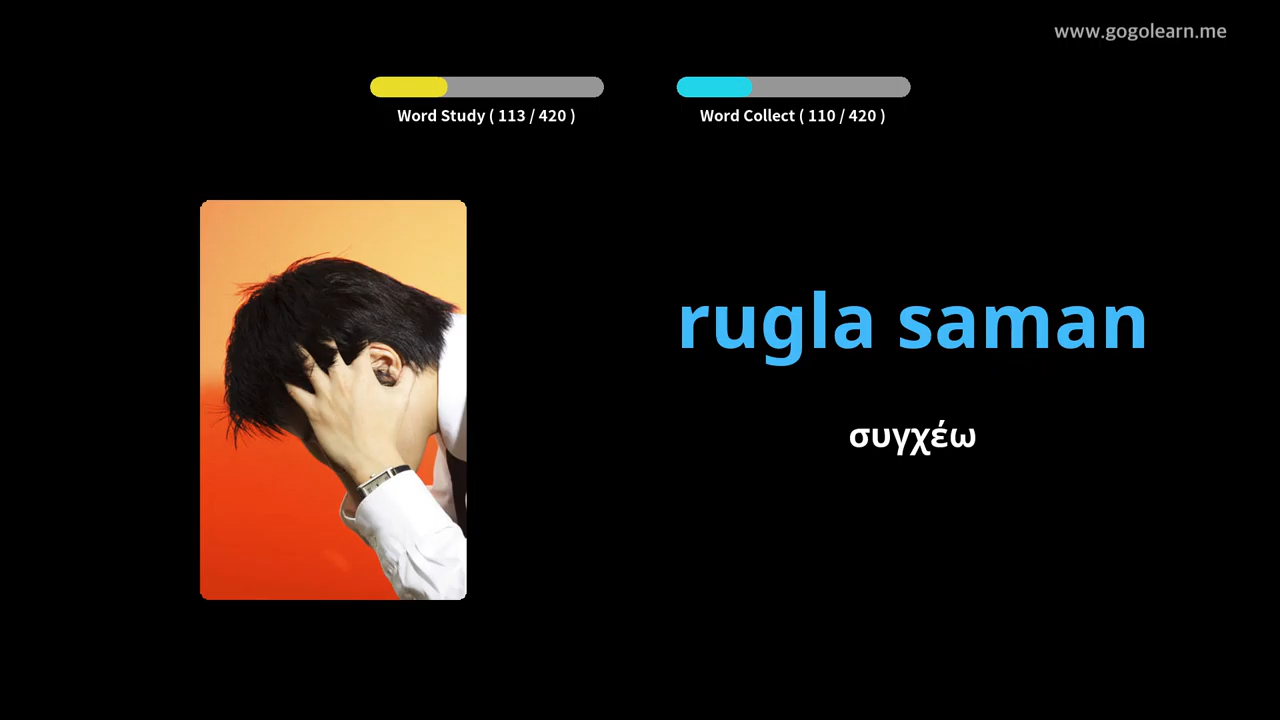 www.gogolearn.me
Word Study ( 113 / 420 )
Word Collect ( 110 / 420 )
rugla saman
συγχέω